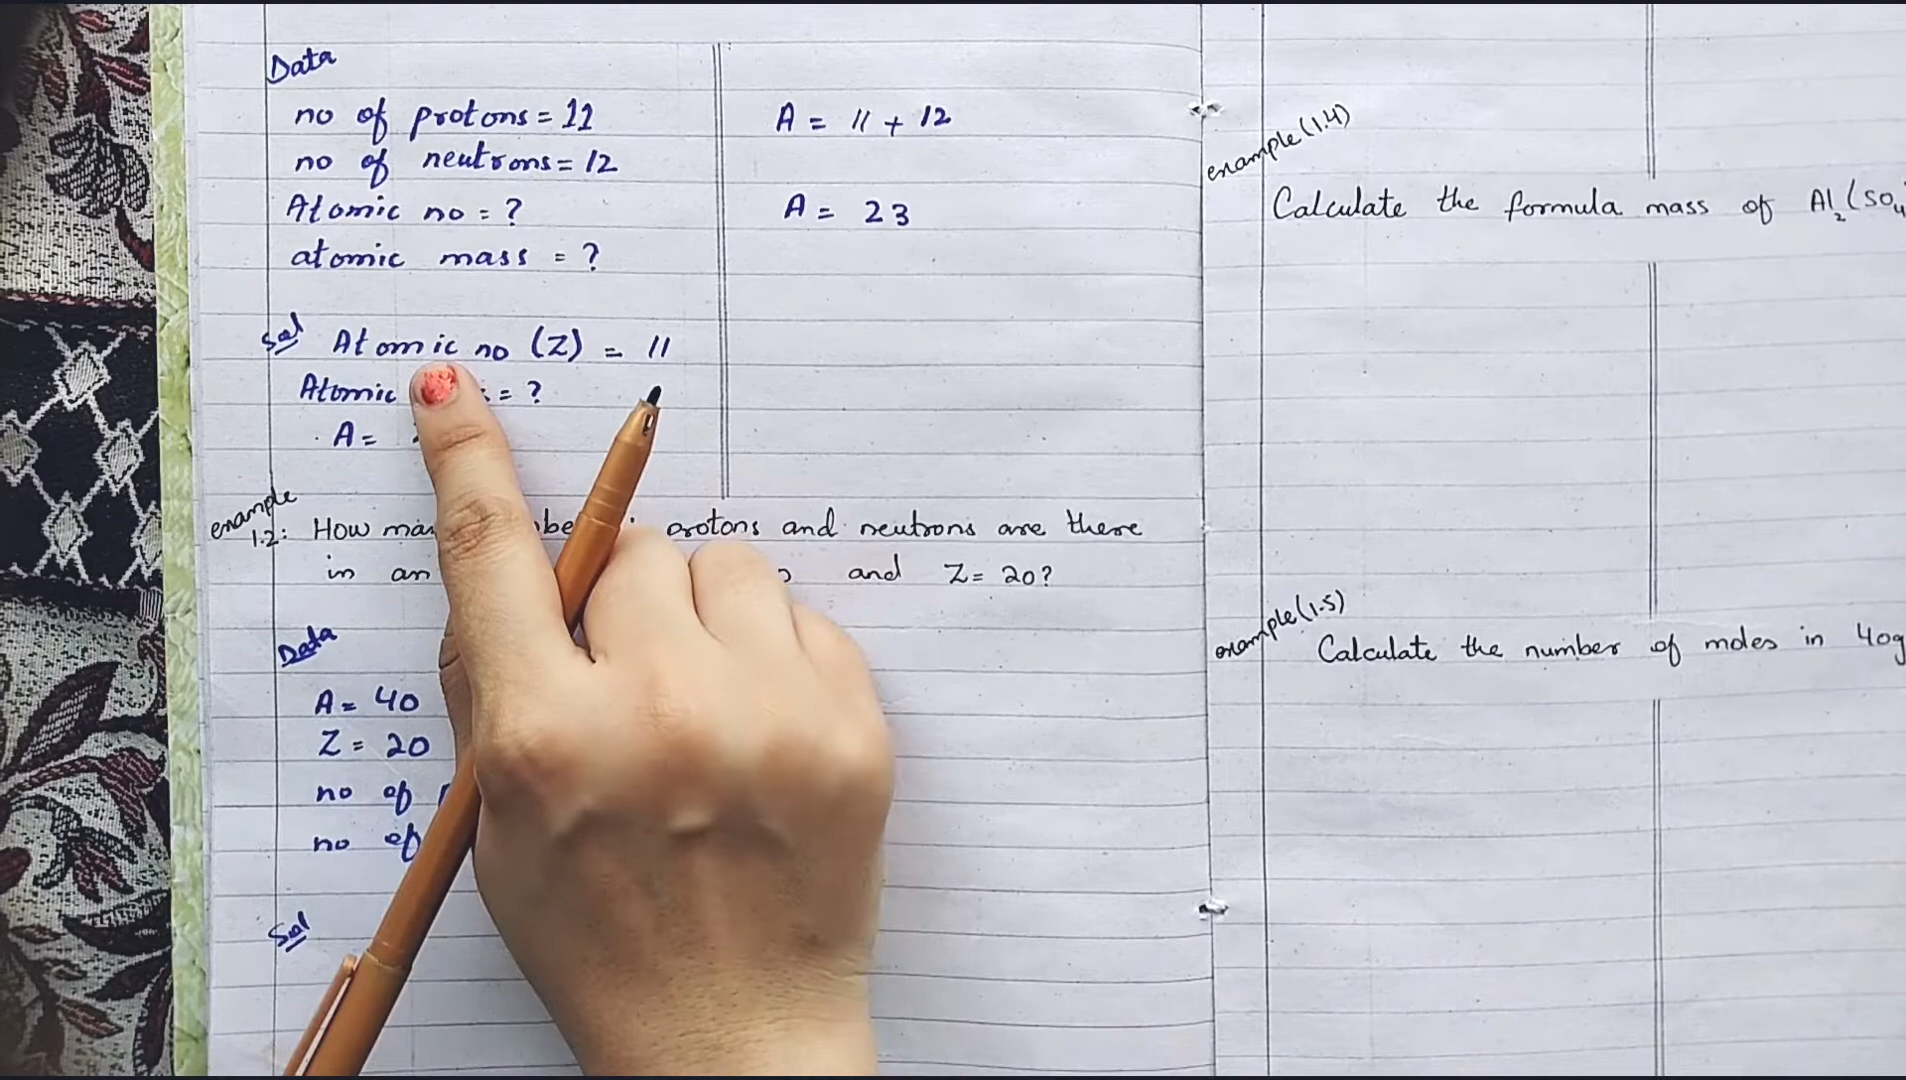 Data
no of protons = 11
no of neutrons = 12
Atomic no = ?
atomic mass = ?
Sol Atomic no (Z) = 11
Atomic = ?
A =
A = 11 + 12
A = 23
example 1.2: How protons and neutrons are there
in an and Z = 20?
Data
A = 40
Z = 20
no of
no of
Sol
example (1.4)
Calculate the formula mass of Al₂(SO₄
example (1.5)
Calculate the number of moles in 40g